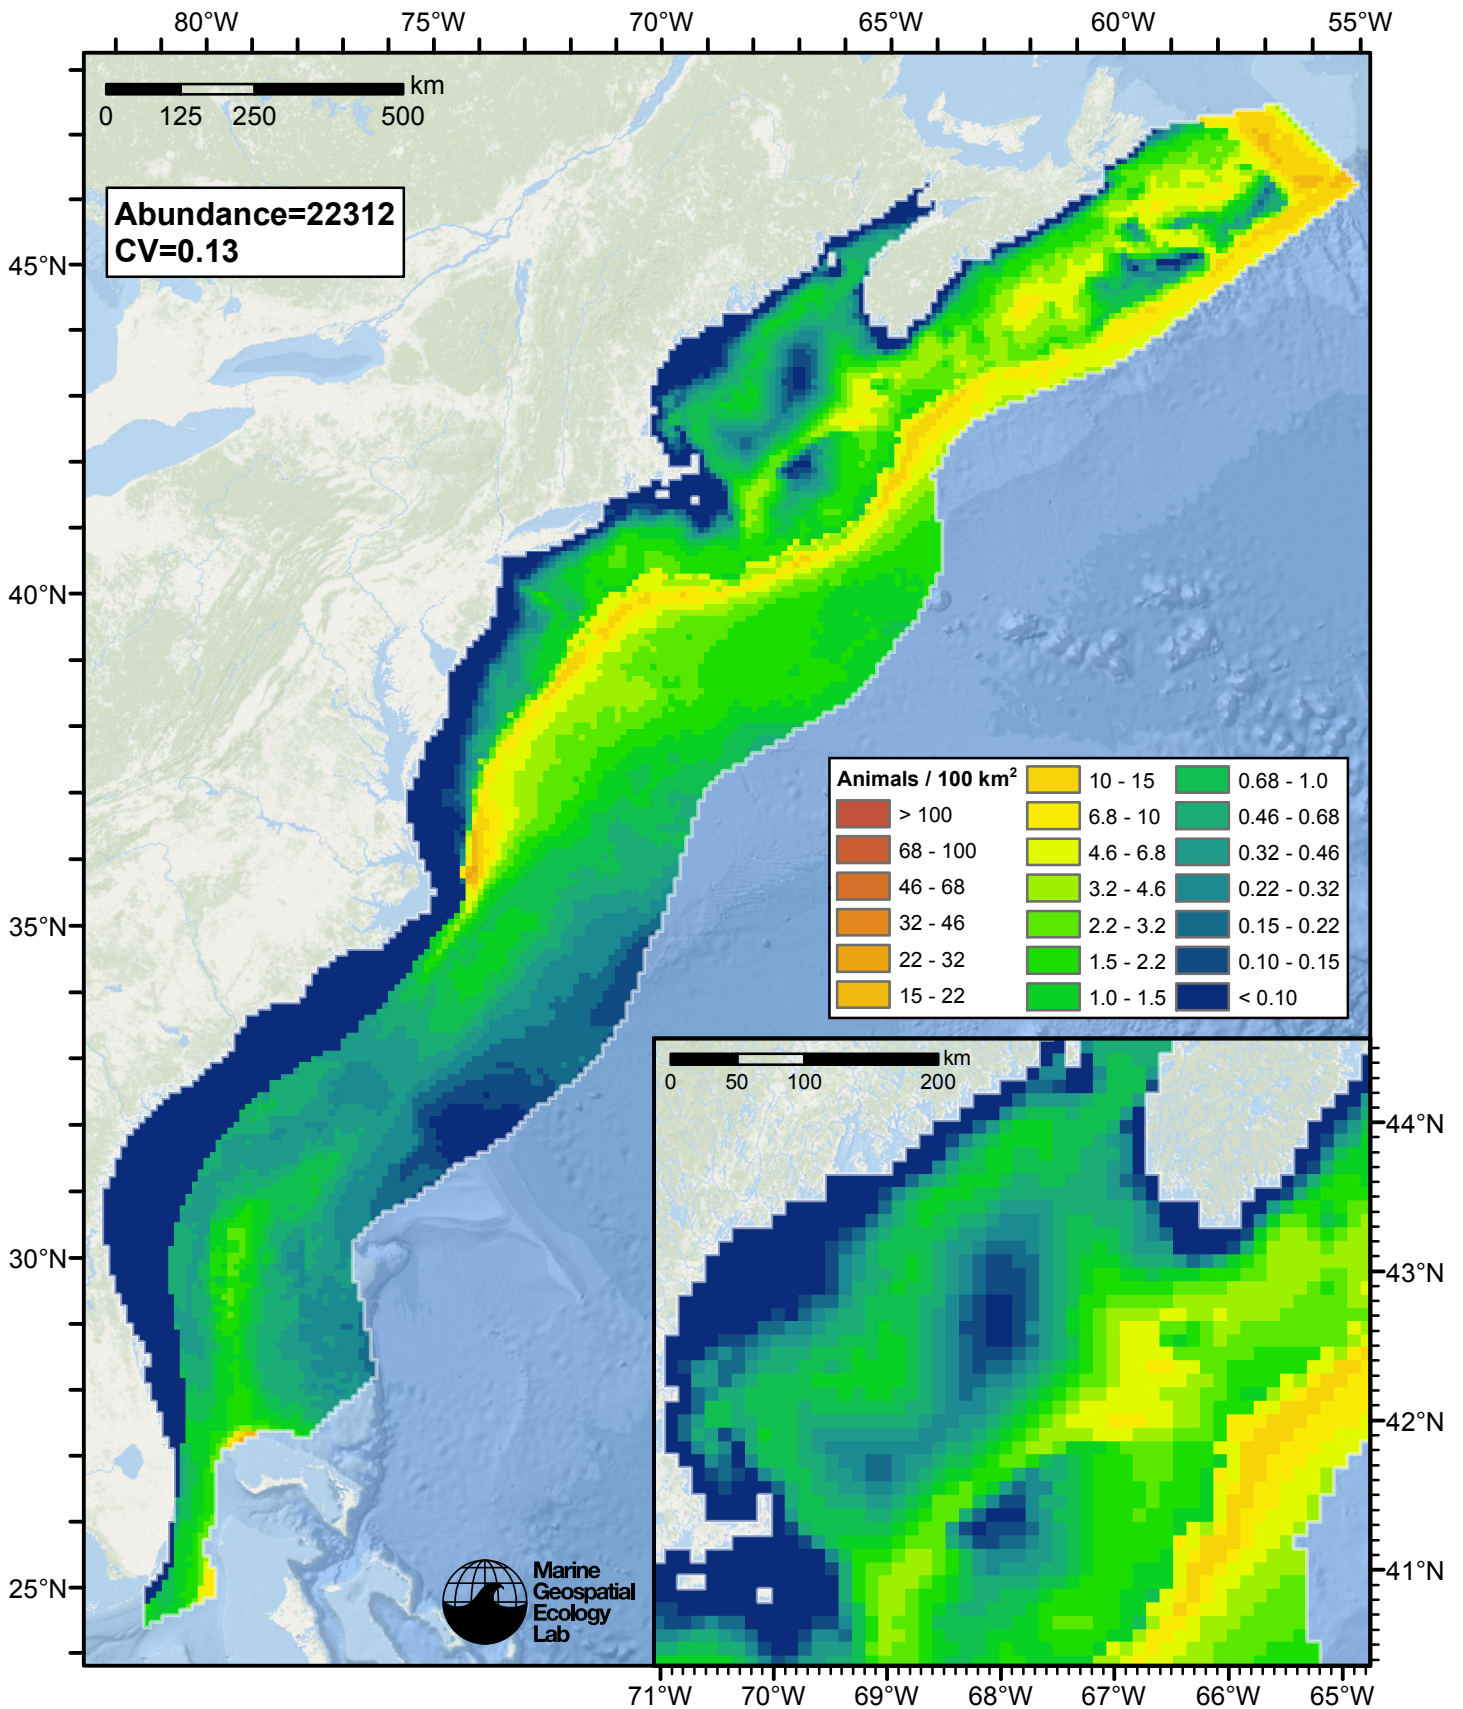 80°W 75°W 70°W 65°W 60°W 55°W
km
0 125 250 500
Abundance=22312
CV=0.13
45°N
40°N
35°N
30°N
25°N
Animals / 100 km²
> 100
68 - 100
46 - 68
32 - 46
22 - 32
15 - 22
10 - 15
6.8 - 10
4.6 - 6.8
3.2 - 4.6
2.2 - 3.2
1.5 - 2.2
1.0 - 1.5
0.68 - 1.0
0.46 - 0.68
0.32 - 0.46
0.22 - 0.32
0.15 - 0.22
0.10 - 0.15
< 0.10
km
0 50 100 200
44°N
43°N
42°N
41°N
Marine
Geospatial
Ecology
Lab
71°W 70°W 69°W 68°W 67°W 66°W 65°W